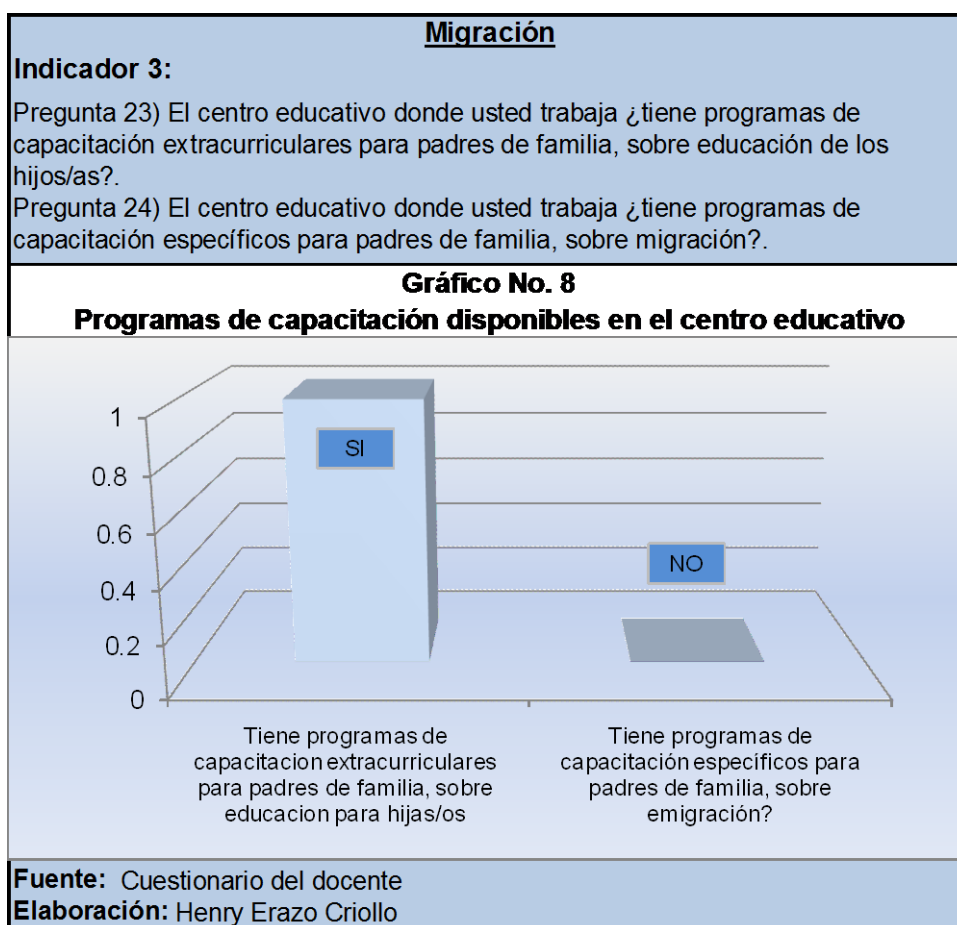 Migración
Indicador 3:
Pregunta 23) El centro educativo donde usted trabaja ¿tiene programas de
capacitación extracurriculares para padres de familia, sobre educación de los
hijos/as?.
Pregunta 24) El centro educativo donde usted trabaja ¿tiene programas de
capacitación específicos para padres de familia, sobre migración?.
Gráfico No. 8
Programas de capacitación disponibles en el centro educativo
1
0.8
0.6
0.4
0.2
0
SI
NO
Tiene programas de
capacitacion extracurriculares
para padres de familia, sobre
educacion para hijas/os
Tiene programas de
capacitación específicos para
padres de familia, sobre
emigración?
Fuente: Cuestionario del docente
Elaboración: Henry Erazo Criollo